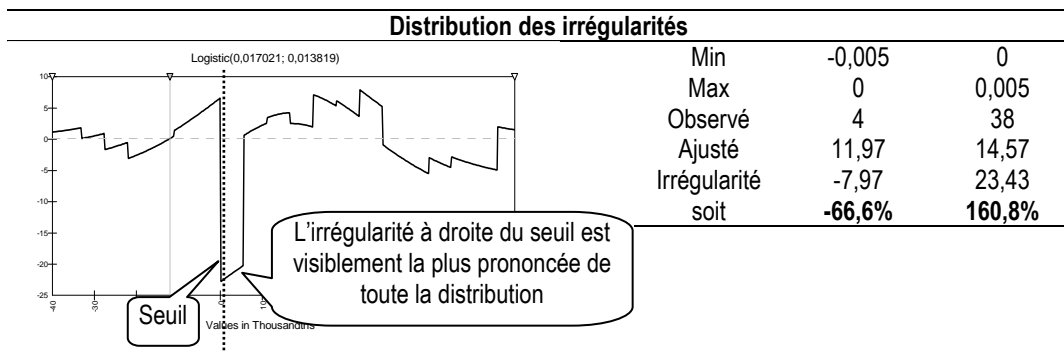 Distribution des irrégularités
Logistic(0,017021; 0,013819)
10
5
0
-5
-10
-15
-20
-25
-40
-30
Values in Thousandths
Seuil
L'irrégularité à droite du seuil est
visiblement la plus prononcée de
toute la distribution
Min -0,005 0
Max 0 0,005
Observé 4 38
Ajusté 11,97 14,57
Irrégularité -7,97 23,43
soit -66,6% 160,8%